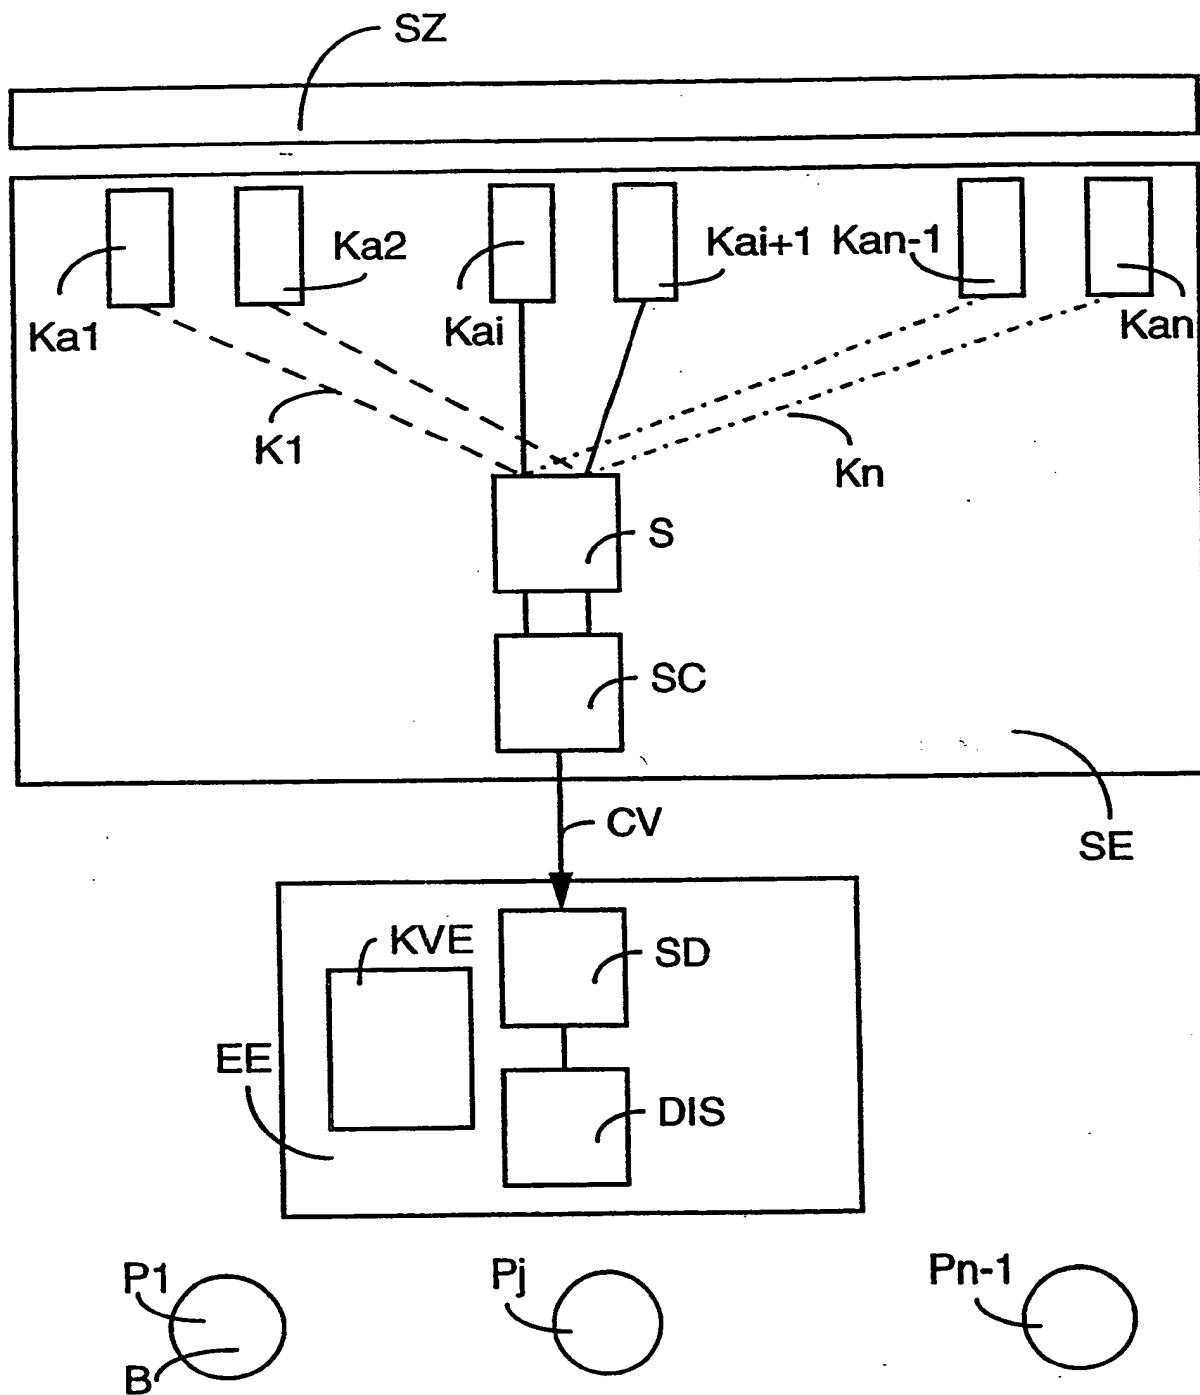 SZ
Ka2
Kai+1 Kan-1
Ka1
Kai
Kan
K1
Kn
S
SC
CV
SE
KVE
SD
EE
DIS
P1
Pj
Pn-1
B